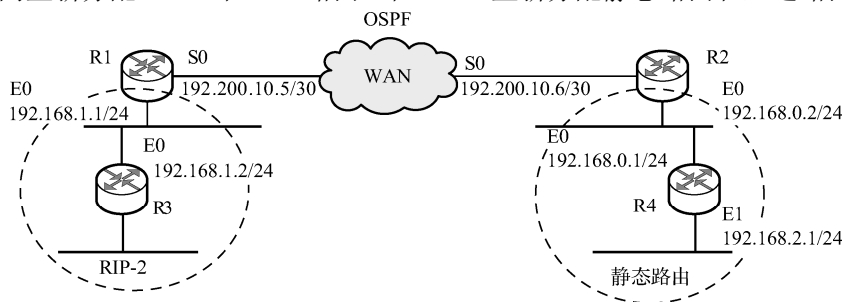 OSPF
R1
S0
WAN
S0
R2
E0
192.200.10.5/30
192.200.10.6/30
E0
192.168.1.1/24
192.168.0.2/24
E0
192.168.1.2/24
E0
192.168.0.1/24
R3
R4
E1
192.168.2.1/24
RIP-2
静态路由